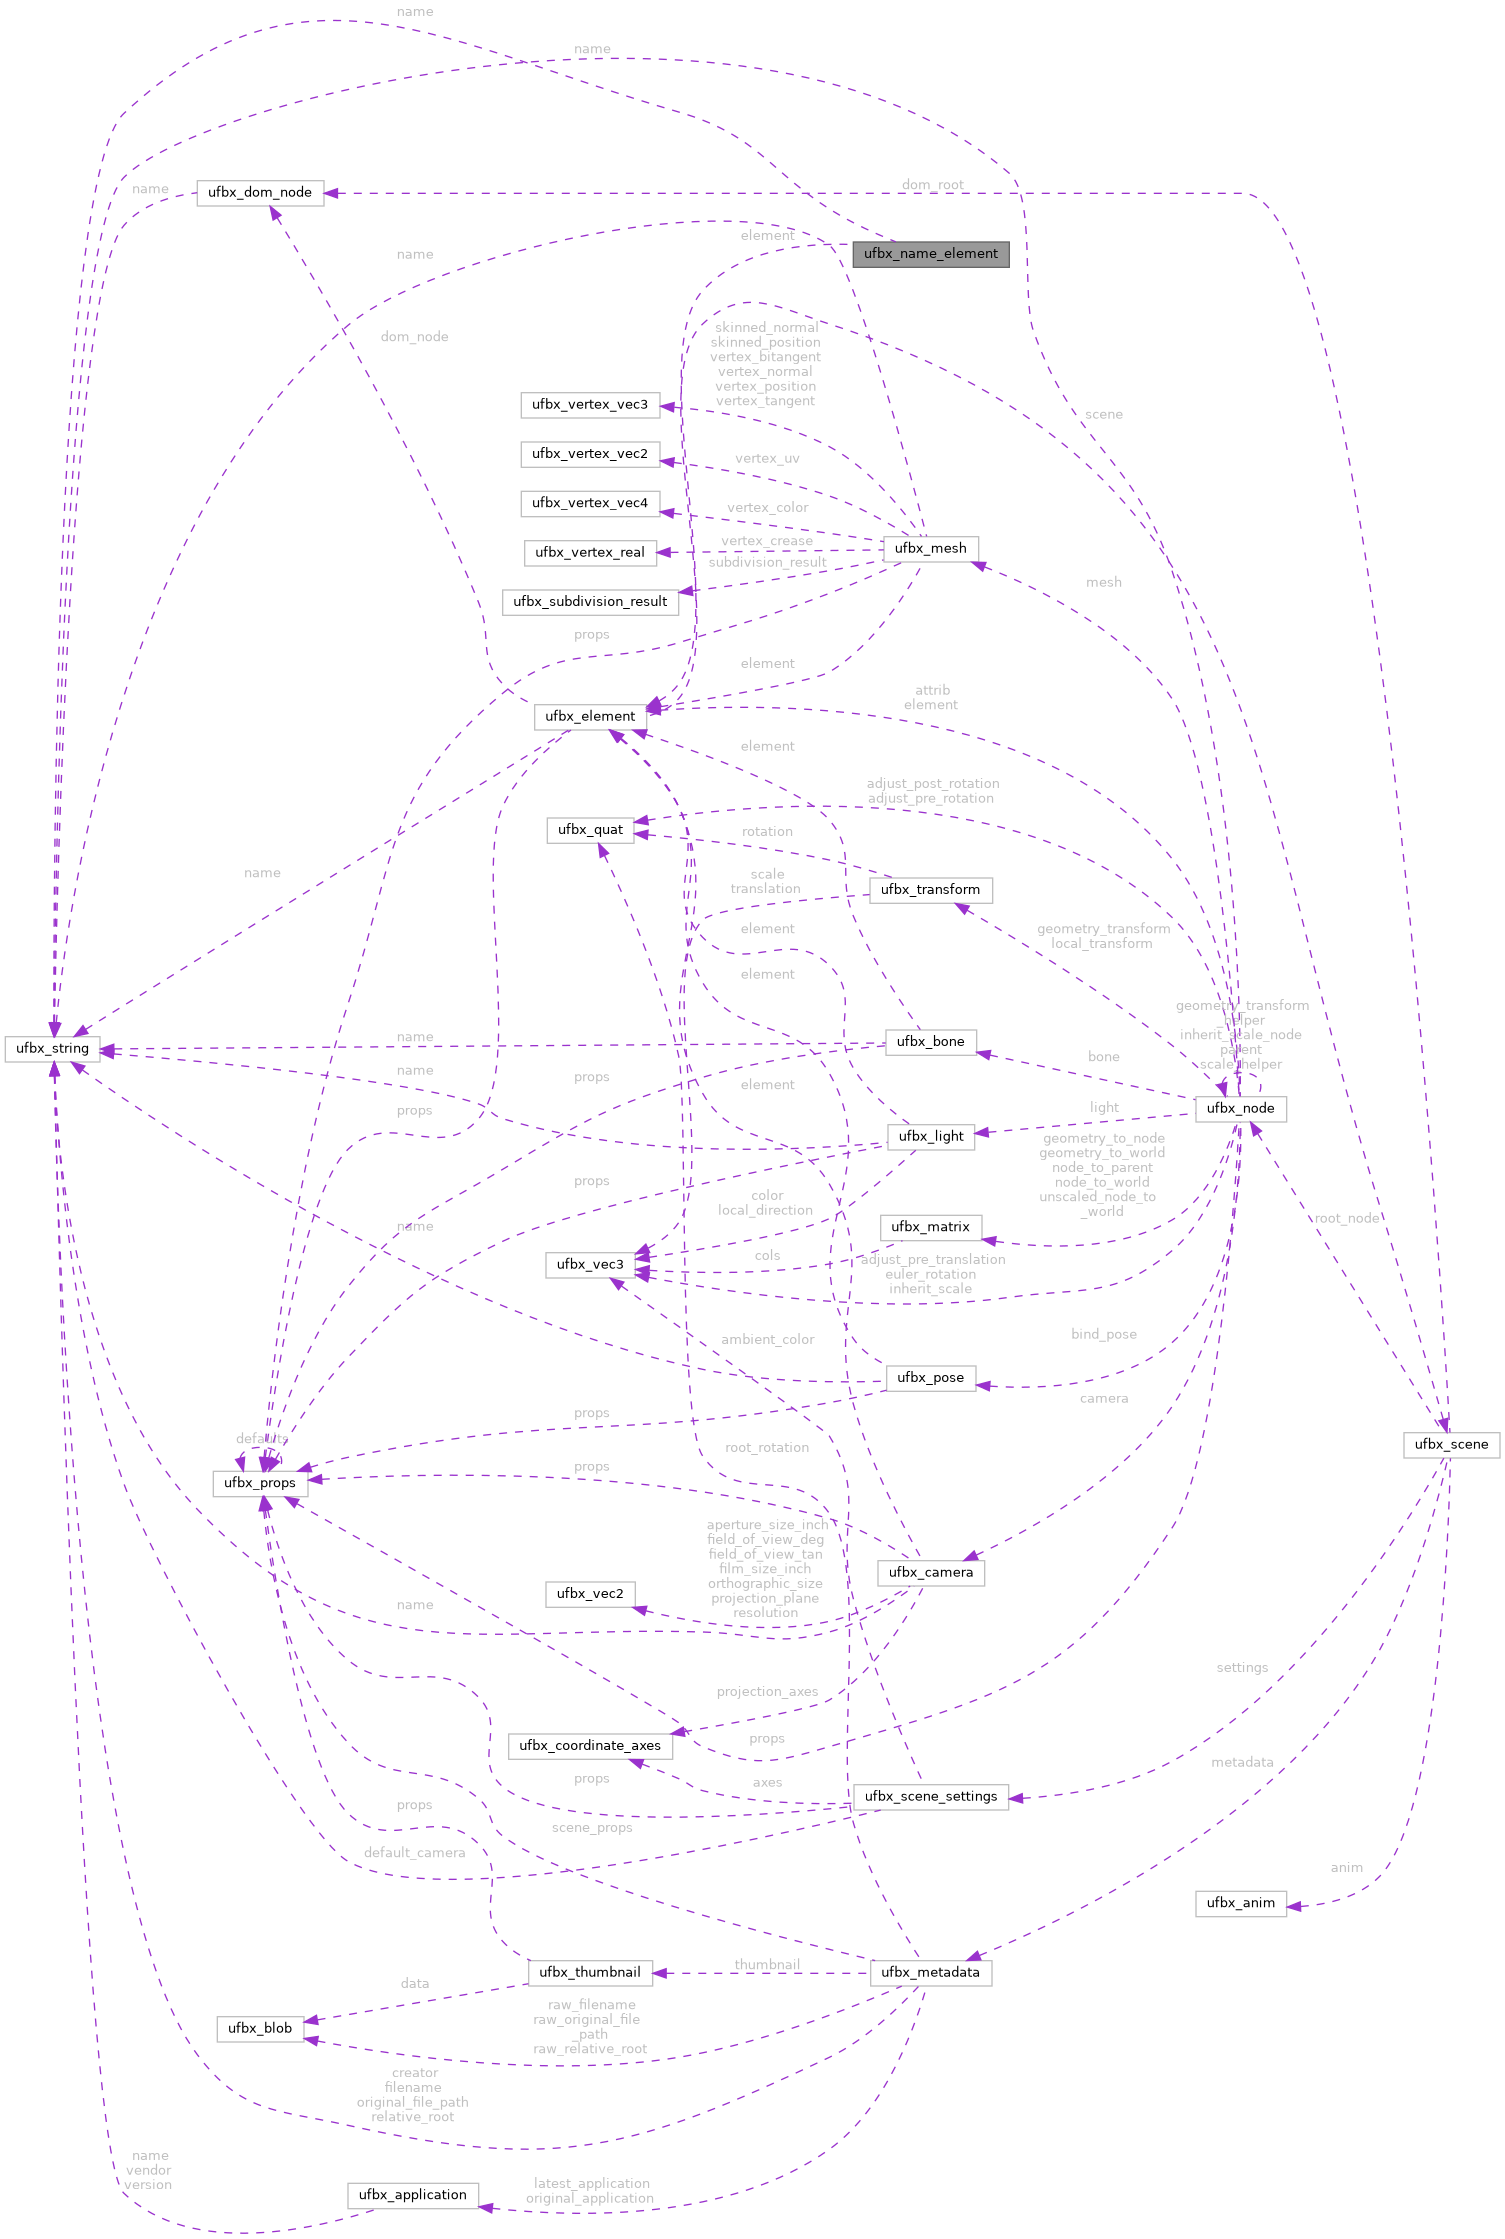 name
name
ufbx_dom_node
name
dom_root
element
ufbx_name_element
name
dom_node
skinned_normal
skinned_position
vertex_bitangent
vertex_normal
vertex_position
vertex_tangent
ufbx_vertex_vec3
scene
ufbx_vertex_vec2
vertex_uv
ufbx_vertex_vec4
vertex_color
vertex_crease
ufbx_vertex_real
ufbx_mesh
subdivision_result
mesh
ufbx_subdivision_result
props
element
attrib
element
ufbx_element
element
adjust_post_rotation
adjust_pre_rotation
ufbx_quat
rotation
name
scale
translation
ufbx_transform
element
geometry_transform
local_transform
element
geometry_transform
_helper
inherit_scale_node
parent
scale_helper
ufbx_string
name
ufbx_bone
bone
name
props
element
props
light
ufbx_node
ufbx_light
geometry_to_node
geometry_to_world
node_to_parent
node_to_world
unscaled_node_to
_world
props
color
local_direction
name
ufbx_matrix
root_node
ufbx_vec3
cols
adjust_pre_translation
euler_rotation
inherit_scale
ambient_color
bind_pose
ufbx_pose
camera
props
defaults
root_rotation
ufbx_scene
props
ufbx_props
aperture_size_inch
field_of_view_deg
field_of_view_tan
film_size_inch
orthographic_size
projection_plane
resolution
ufbx_camera
ufbx_vec2
name
settings
projection_axes
props
ufbx_coordinate_axes
metadata
props
axes
ufbx_scene_settings
props
scene_props
default_camera
anim
ufbx_anim
thumbnail
ufbx_thumbnail
ufbx_metadata
data
raw_filename
raw_original_file
_path
raw_relative_root
ufbx_blob
creator
filename
original_file_path
relative_root
name
vendor
version
latest_application
original_application
ufbx_application